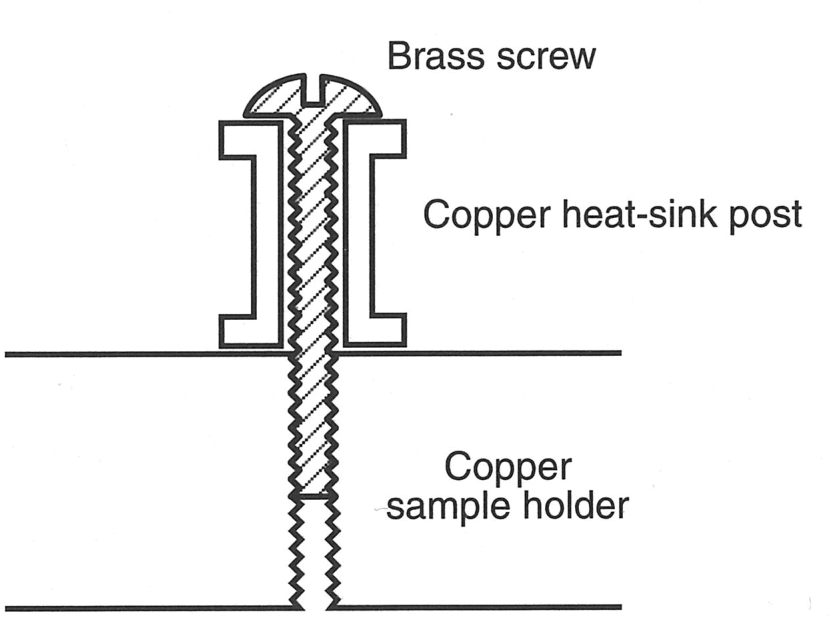 Brass screw
Copper heat-sink post
Copper
sample holder